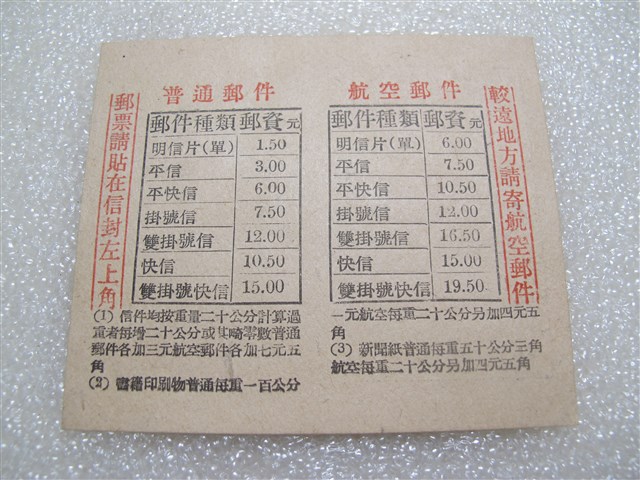 郵票請貼在信封左上角
普通郵件
郵件種類 郵資元
明信片(單) 1.50
平信 3.00
平快信 6.00
掛號信 7.50
雙掛號信 12.00
快信 10.50
雙掛號快信 15.00
航空郵件
郵件種類 郵資元
明信片(單) 6.00
平信 7.50
平快信 10.50
掛號信 12.00
雙掛號信 16.50
快信 15.00
雙掛號快信 19.50
較遠地方請寄航空郵件
(1) 信件均按重量二十公分計算過
重者每增二十公分或其畸零數普通
郵件各加三元航空郵件各加七元五
角
(2) 書籍印刷物普通每重一百公分
一元航空每重二十公分另加四元五
角
(3) 新聞紙普通每重五十公分三角
航空每重二十公分另加四元五角